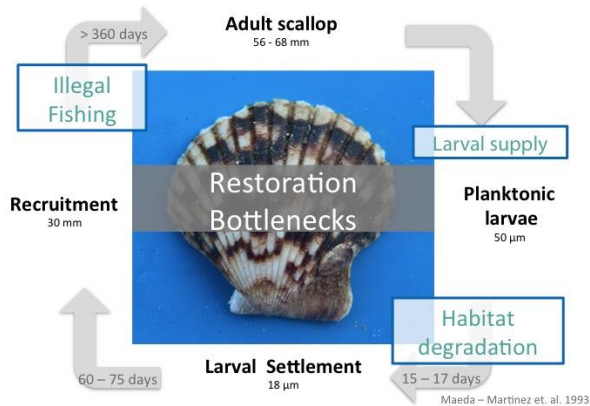 > 360 days
Adult scallop
56 - 68 mm
Illegal
Fishing
Larval supply
Restoration
Bottlenecks
Recruitment
30 mm
Planktonic
larvae
50 µm
Habitat
degradation
Larval Settlement
18 µm
60 – 75 days
15 – 17 days
Maeda – Martinez et. al. 1993